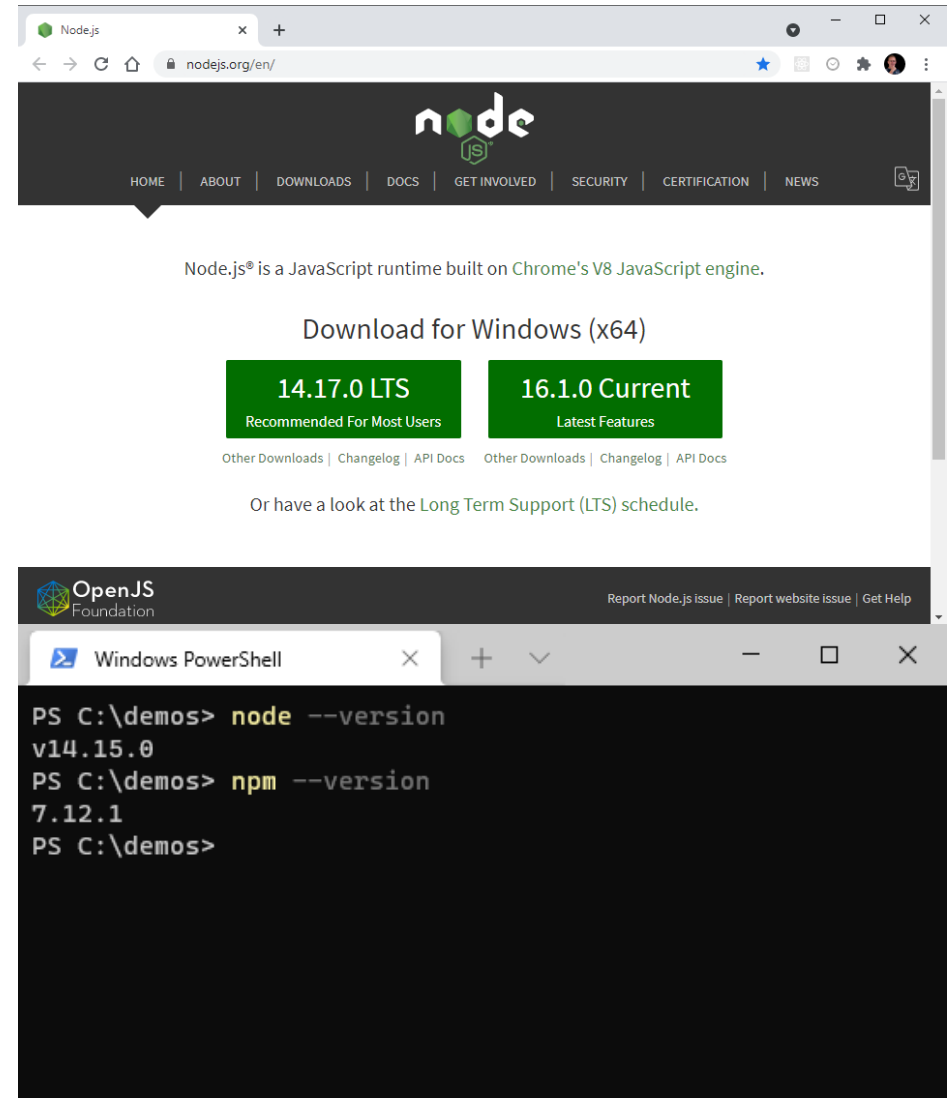 Node.js
nodejs.org/en/
node
JS
HOME | ABOUT | DOWNLOADS | DOCS | GET INVOLVED | SECURITY | CERTIFICATION | NEWS
Node.js® is a JavaScript runtime built on Chrome's V8 JavaScript engine.
Download for Windows (x64)
14.17.0 LTS
Recommended For Most Users
16.1.0 Current
Latest Features
Other Downloads | Changelog | API Docs
Other Downloads | Changelog | API Docs
Or have a look at the Long Term Support (LTS) schedule.
OpenJS
Foundation
Report Node.js issue | Report website issue | Get Help
Windows PowerShell
PS C:\demos> node --version
v14.15.0
PS C:\demos> npm --version
7.12.1
PS C:\demos>